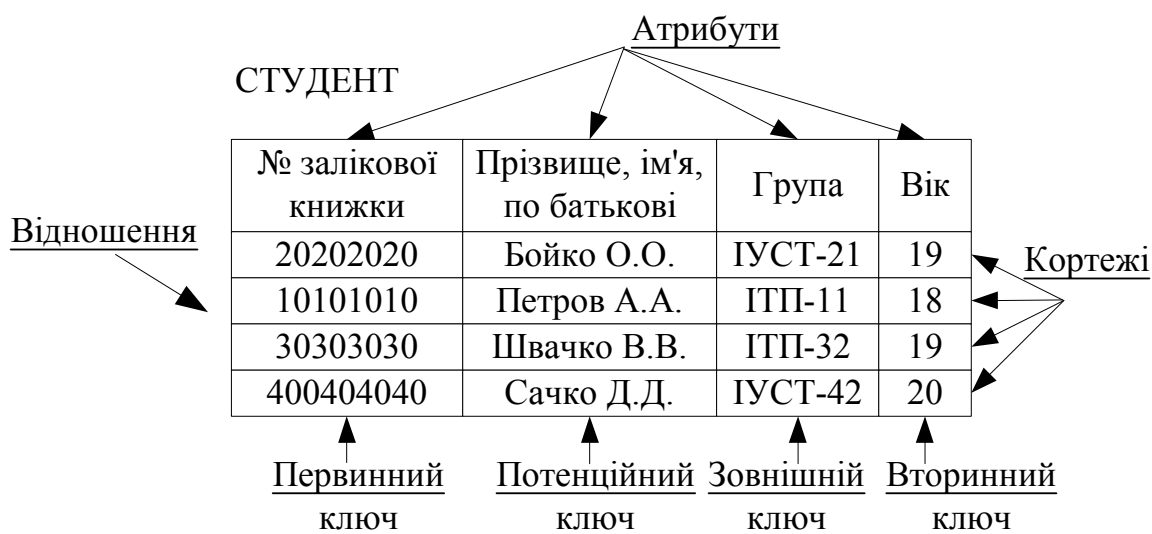 Атрибути
СТУДЕНТ
№ залікової Прізвище, ім'я, Група Вік
книжки по батькові
Відношення
20202020 Бойко О.О. ІУСТ-21 19
Кортежі
10101010 Петров А.А. ІТП-11 18
30303030 Швачко В.В. ІТП-32 19
400404040 Сачко Д.Д. ІУСТ-42 20
Первинний Потенційний Зовнішній Вторинний
ключ ключ ключ ключ